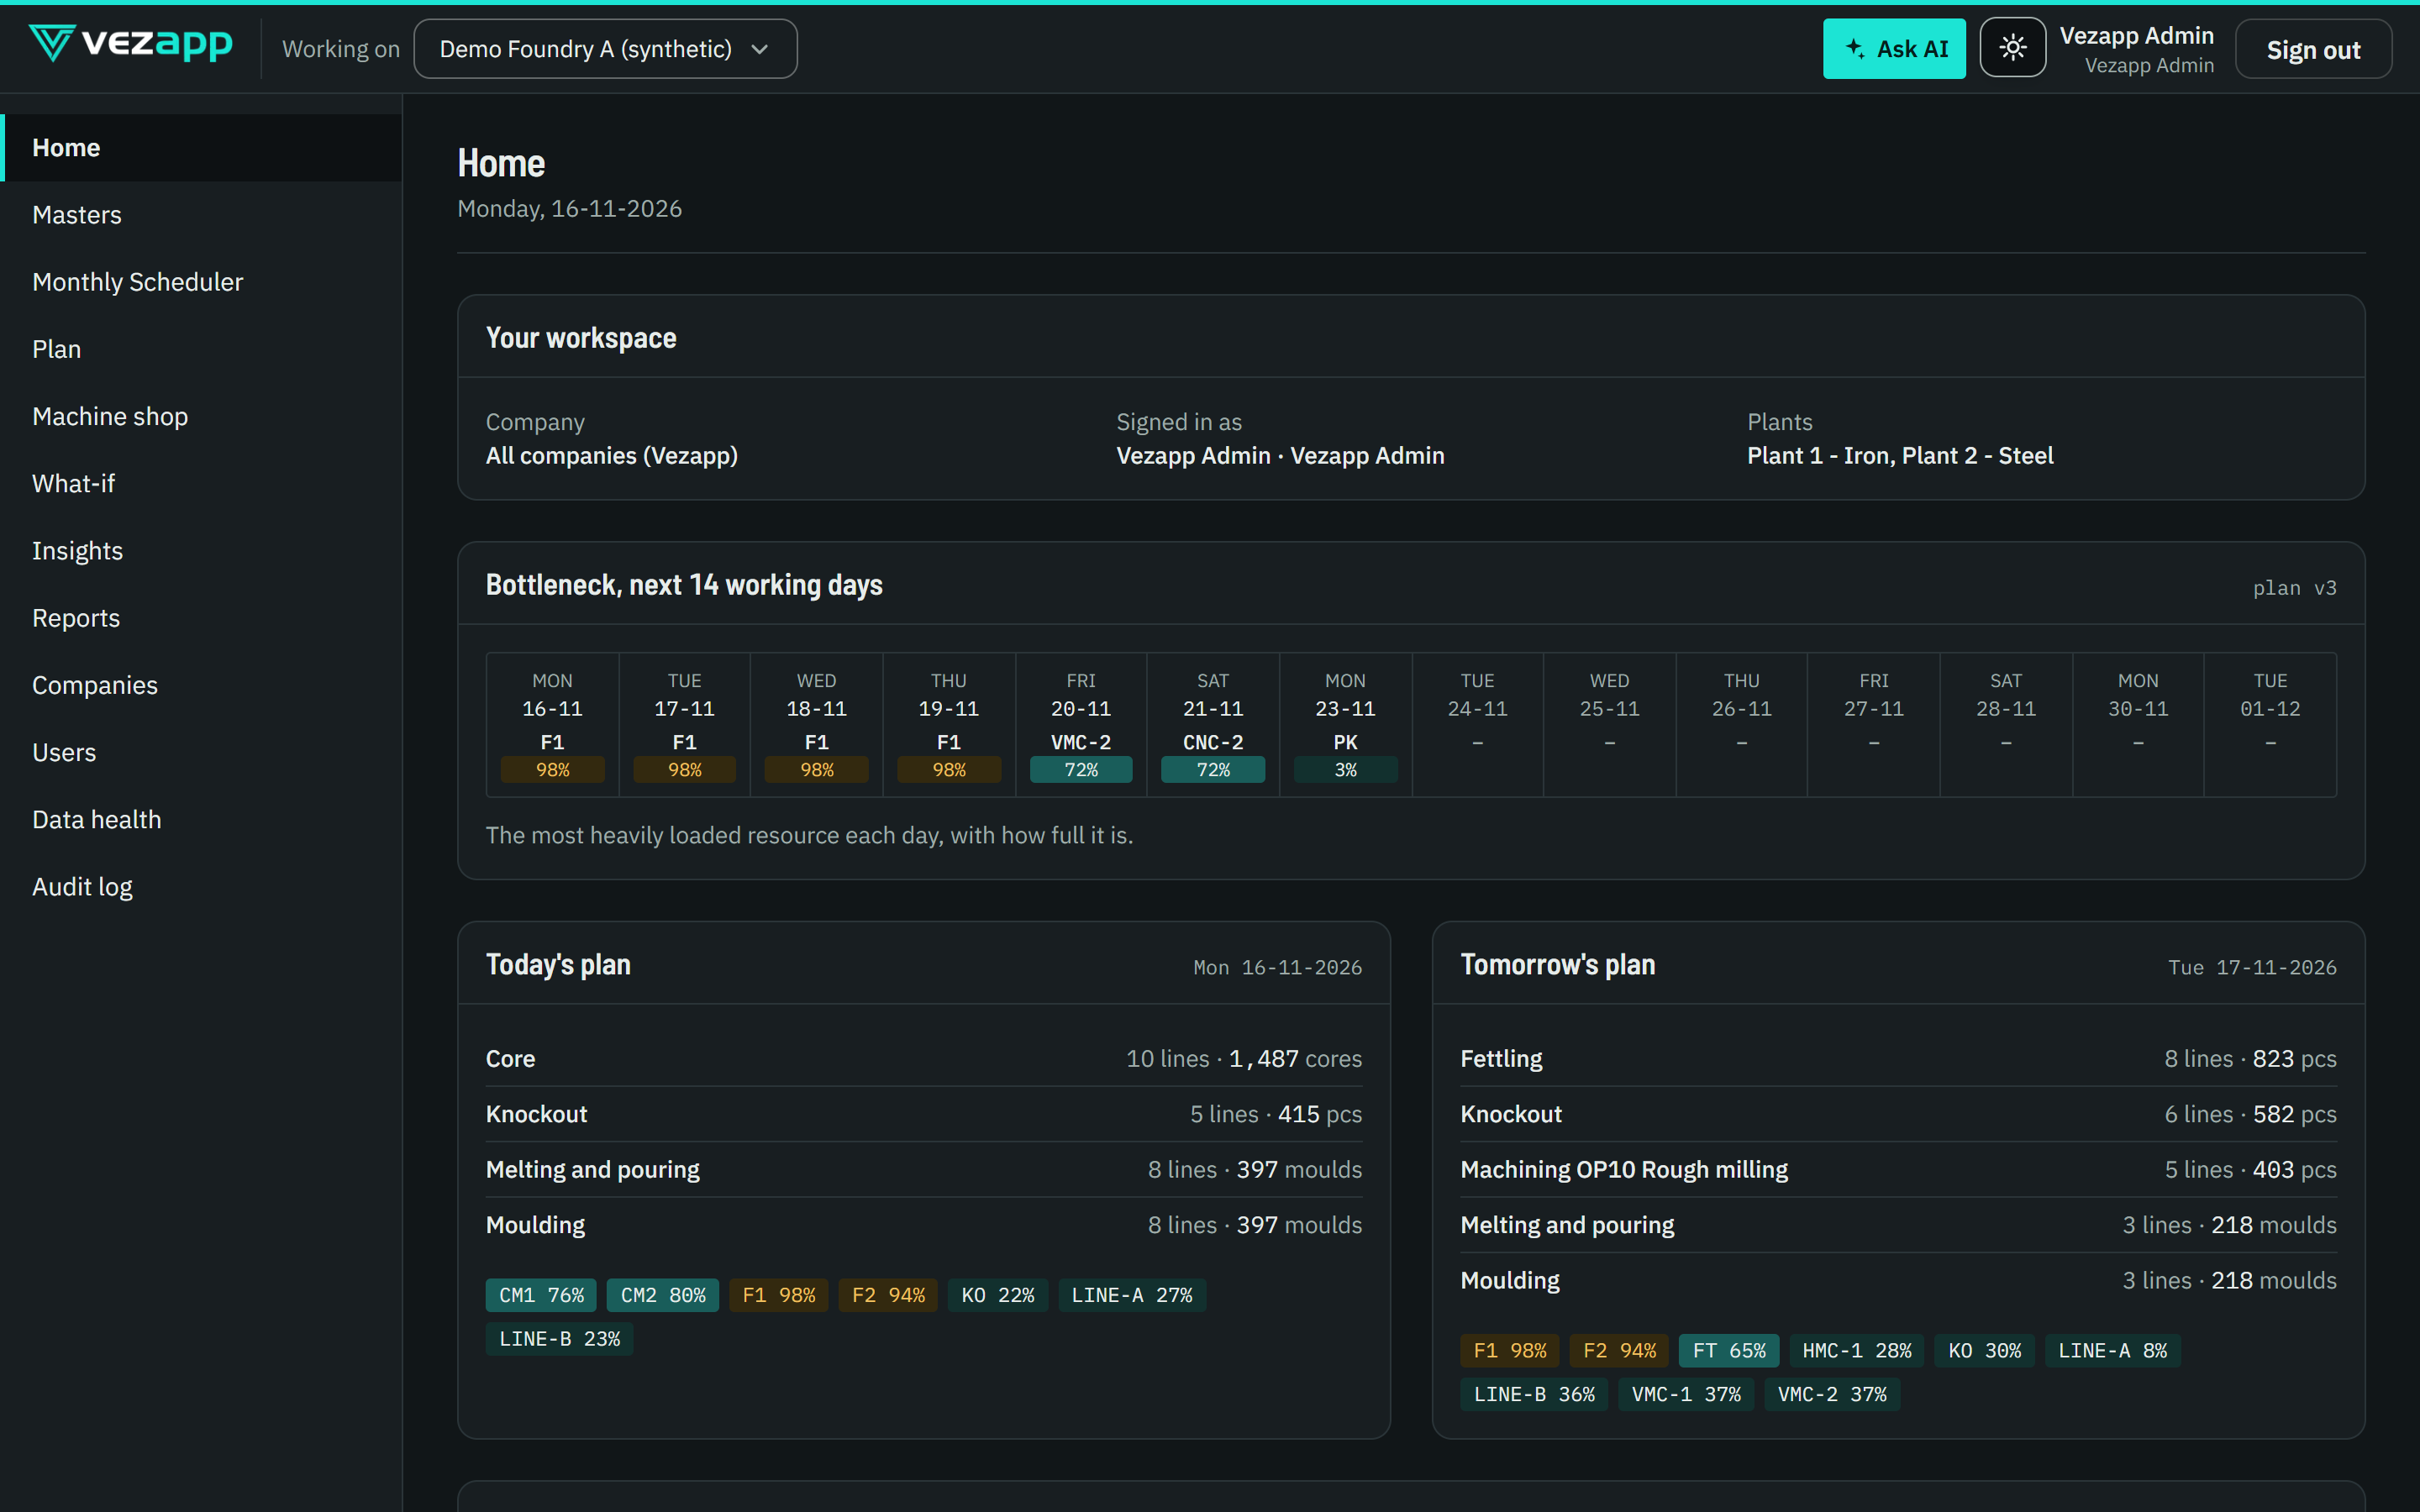 vezapp
Working on
Demo Foundry A (synthetic)
Ask AI
Vezapp Admin
Vezapp Admin
Sign out
Home
Masters
Monthly Scheduler
Plan
Machine shop
What-if
Insights
Reports
Companies
Users
Data health
Audit log
Home
Monday, 16-11-2026
Your workspace
Company
All companies (Vezapp)
Signed in as
Vezapp Admin · Vezapp Admin
Plants
Plant 1 - Iron, Plant 2 - Steel
Bottleneck, next 14 working days
plan v3
MON
16-11
F1
98%
TUE
17-11
F1
98%
WED
18-11
F1
98%
THU
19-11
F1
98%
FRI
20-11
VMC-2
72%
SAT
21-11
CNC-2
72%
MON
23-11
PK
3%
TUE
24-11
–
WED
25-11
–
THU
26-11
–
FRI
27-11
–
SAT
28-11
–
MON
30-11
–
TUE
01-12
–
The most heavily loaded resource each day, with how full it is.
Today's plan
Mon 16-11-2026
Core 10 lines · 1,487 cores
Knockout 5 lines · 415 pcs
Melting and pouring 8 lines · 397 moulds
Moulding 8 lines · 397 moulds
CM1 76% CM2 80% F1 98% F2 94% KO 22% LINE-A 27%
LINE-B 23%
Tomorrow's plan
Tue 17-11-2026
Fettling 8 lines · 823 pcs
Knockout 6 lines · 582 pcs
Machining OP10 Rough milling 5 lines · 403 pcs
Melting and pouring 3 lines · 218 moulds
Moulding 3 lines · 218 moulds
F1 98% F2 94% FT 65% HMC-1 28% KO 30% LINE-A 8%
LINE-B 36% VMC-1 37% VMC-2 37%